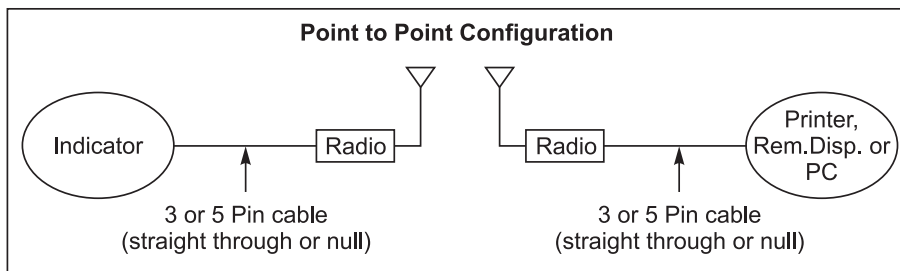 Point to Point Configuration
Indicator
Radio
Radio
Printer,
Rem.Disp. or
PC
3 or 5 Pin cable
(straight through or null)
3 or 5 Pin cable
(straight through or null)